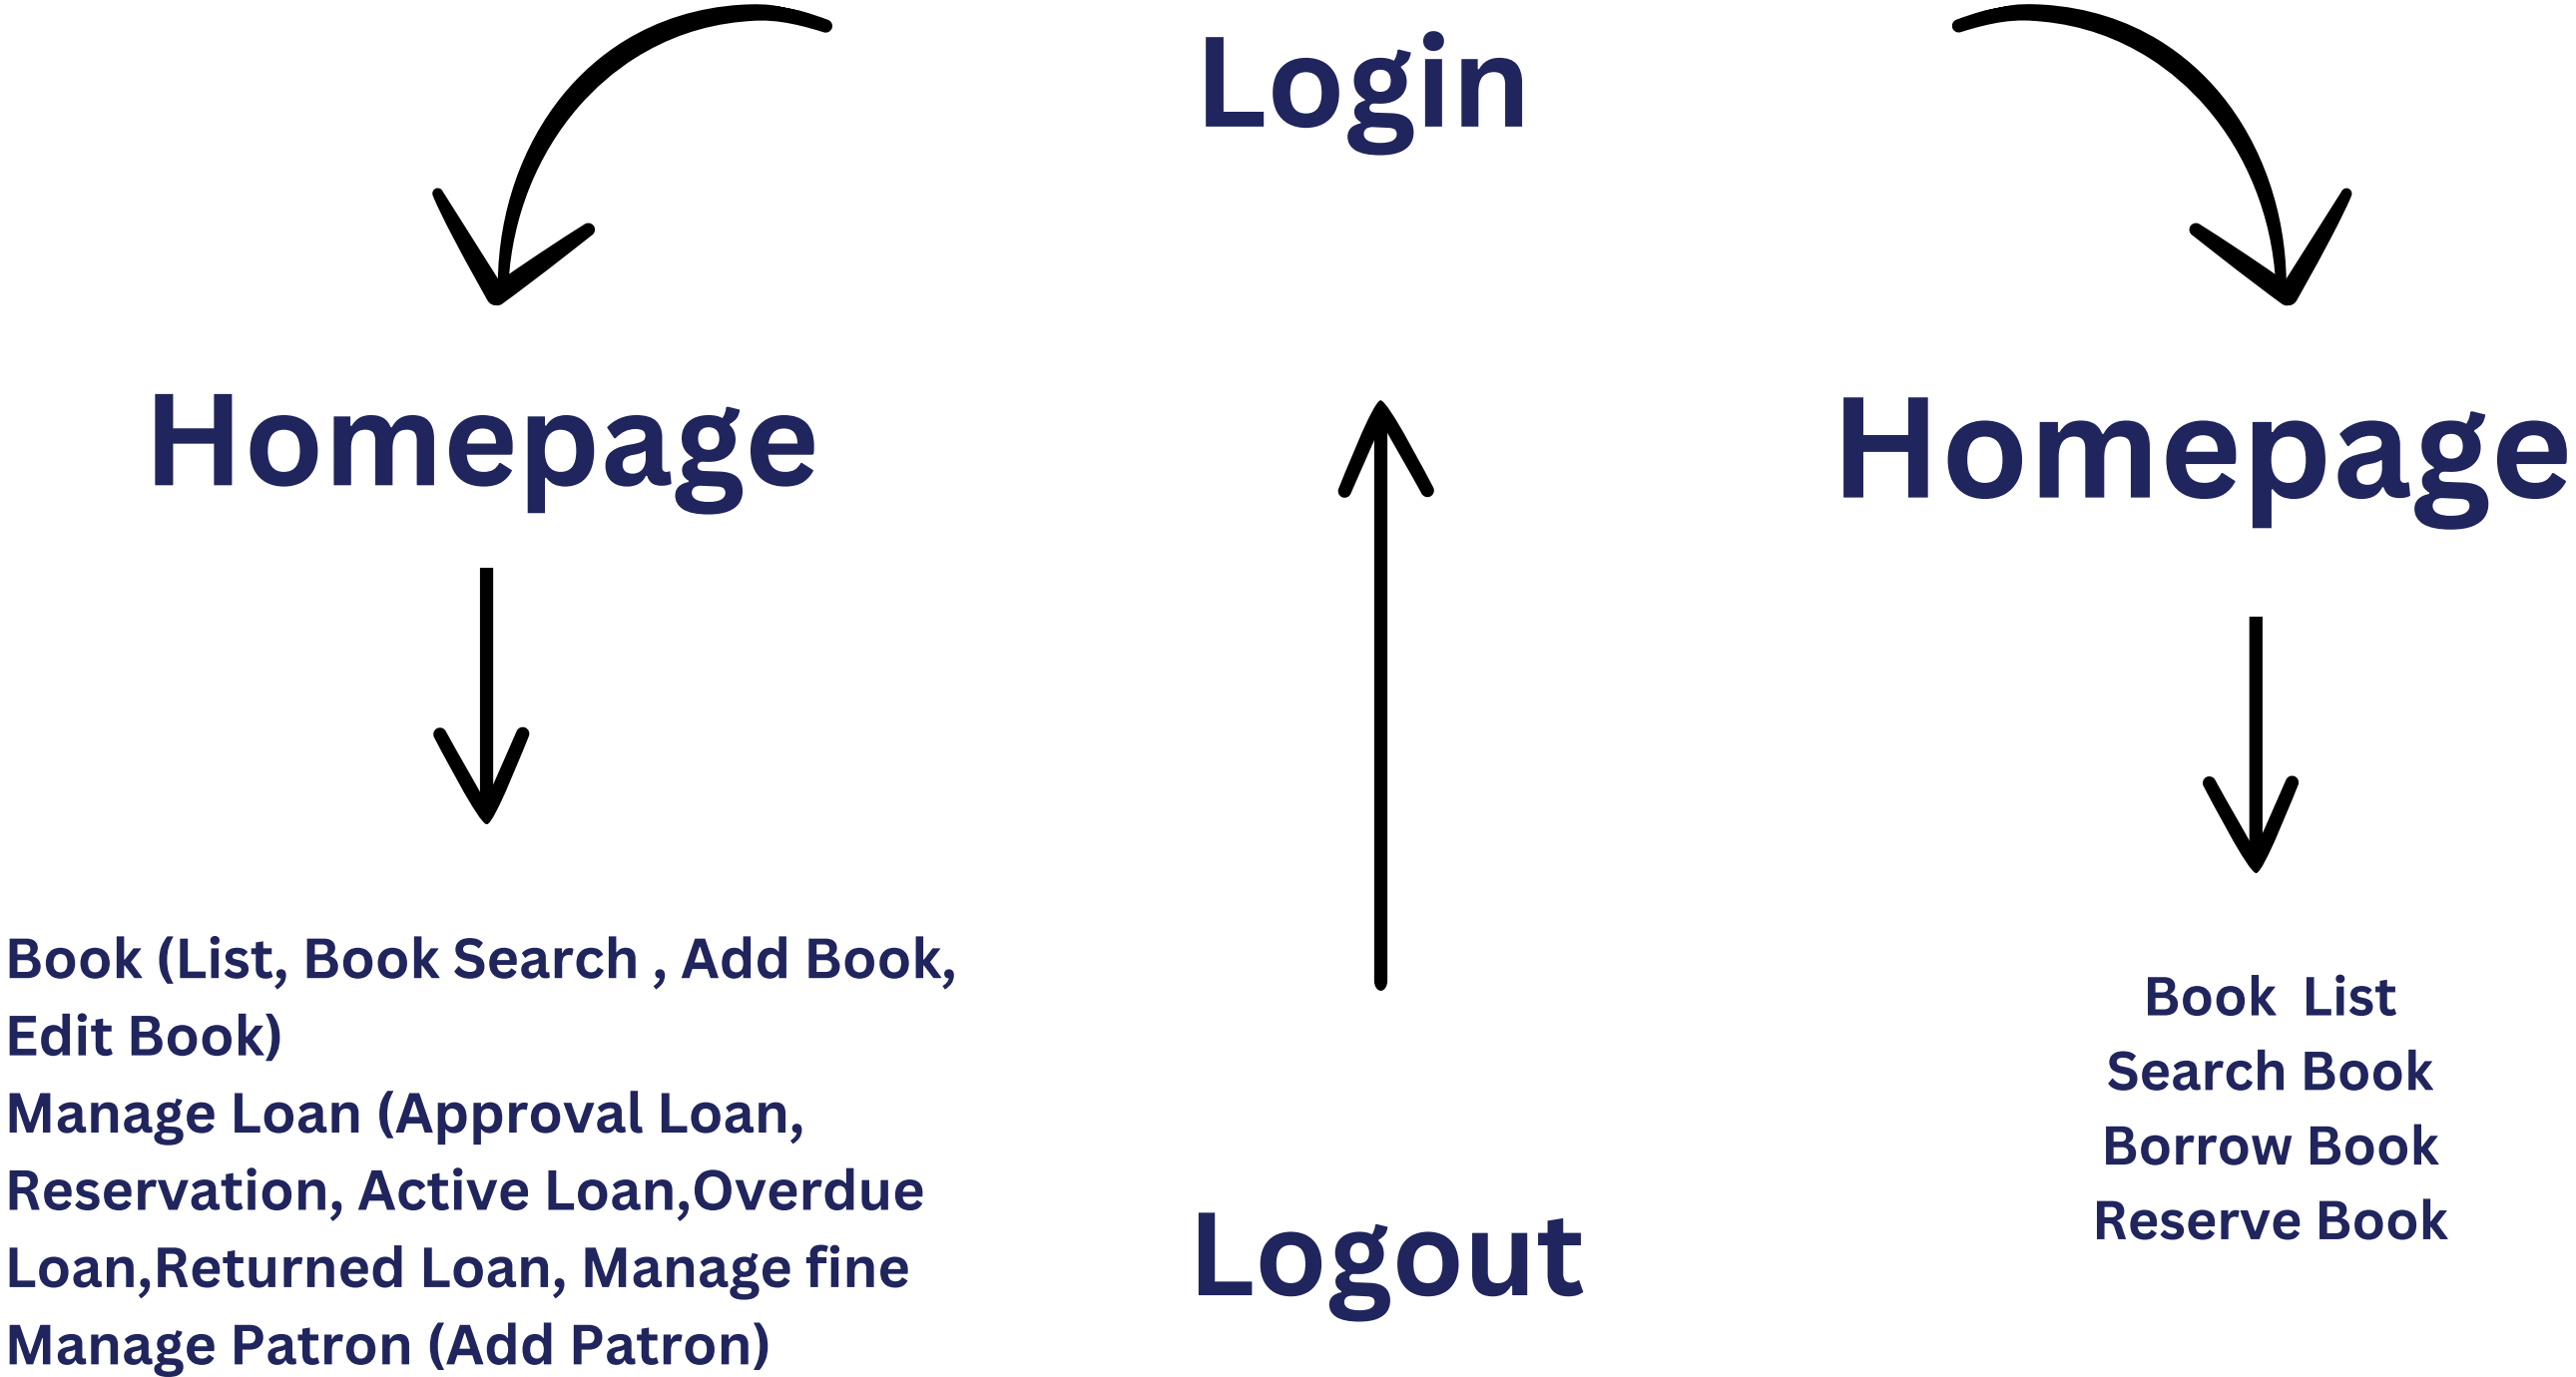 Login
Homepage
Homepage
Book (List, Book Search , Add Book,
Edit Book)
Manage Loan (Approval Loan,
Reservation, Active Loan,Overdue
Loan,Returned Loan, Manage fine
Manage Patron (Add Patron)
Logout
Book  List
Search Book
Borrow Book
Reserve Book